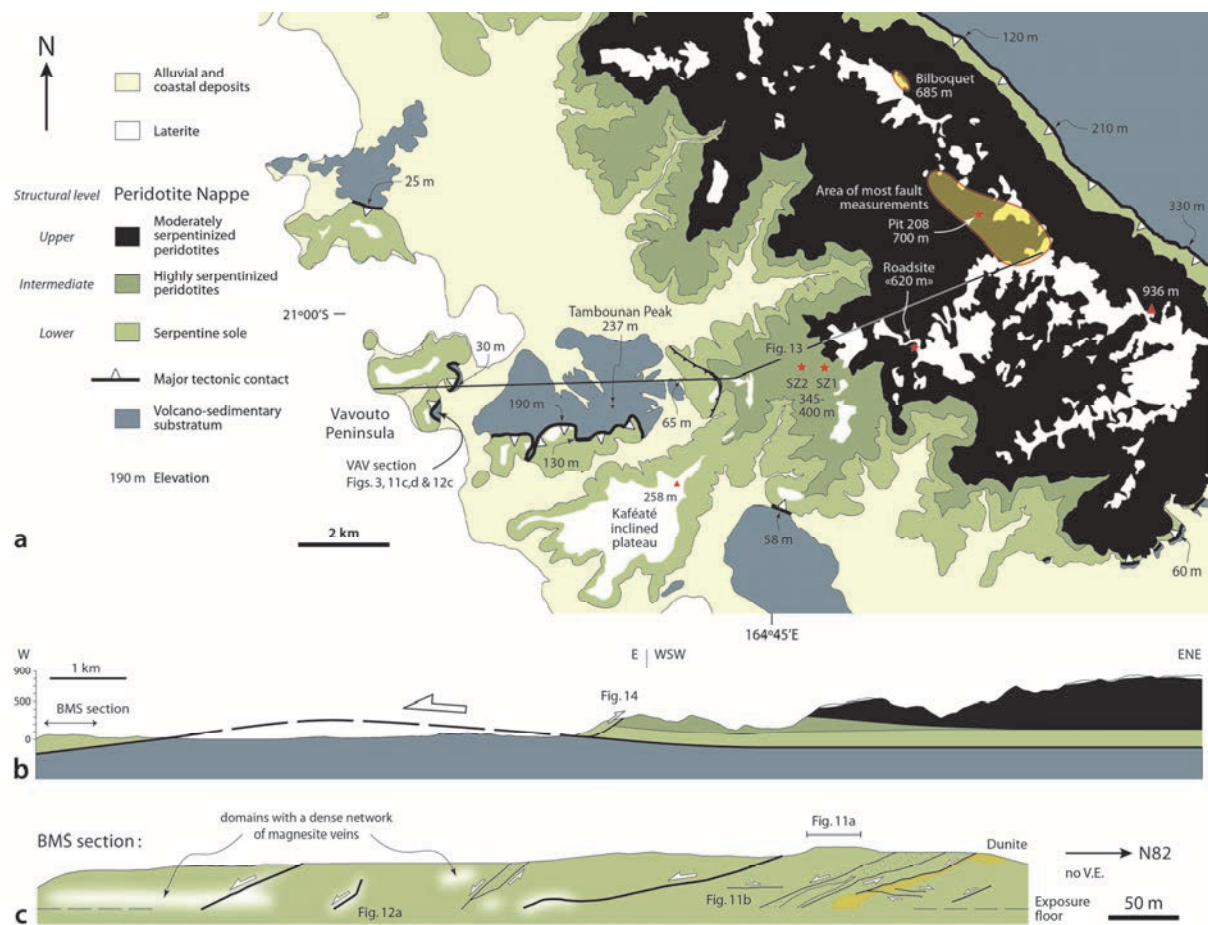 N
Alluvial and
coastal deposits
Laterite
Structural level
Peridotite Nappe
Upper
Moderately
serpentinized
peridotites
Intermediate
Highly serpentinized
peridotites
Lower
Serpentine sole
Major tectonic contact
Volcano-sedimentary
substratum
190 m Elevation
2 km
a
25 m
21º00'S
30 m
Vavouto
Peninsula
VAV section
Figs. 3, 11c,d & 12c
Tambounan Peak
237 m
190 m
130 m
65 m
258 m
Kaféaté
inclined
plateau
58 m
164º45'E
Fig. 13
SZ2 SZ1
345-
400 m
Roadsite
«620 m»
Area of most fault
measurements
Pit 208
700 m
Bilboquet
685 m
120 m
210 m
330 m
936 m
60 m
W
E | WSW
ENE
1 km
900
500
0
BMS section
Fig. 14
b
BMS section :
domains with a dense network
of magnesite veins
Fig. 11a
Dunite
N82
no V.E.
Fig. 12a
Fig. 11b
Exposure
floor
50 m
c